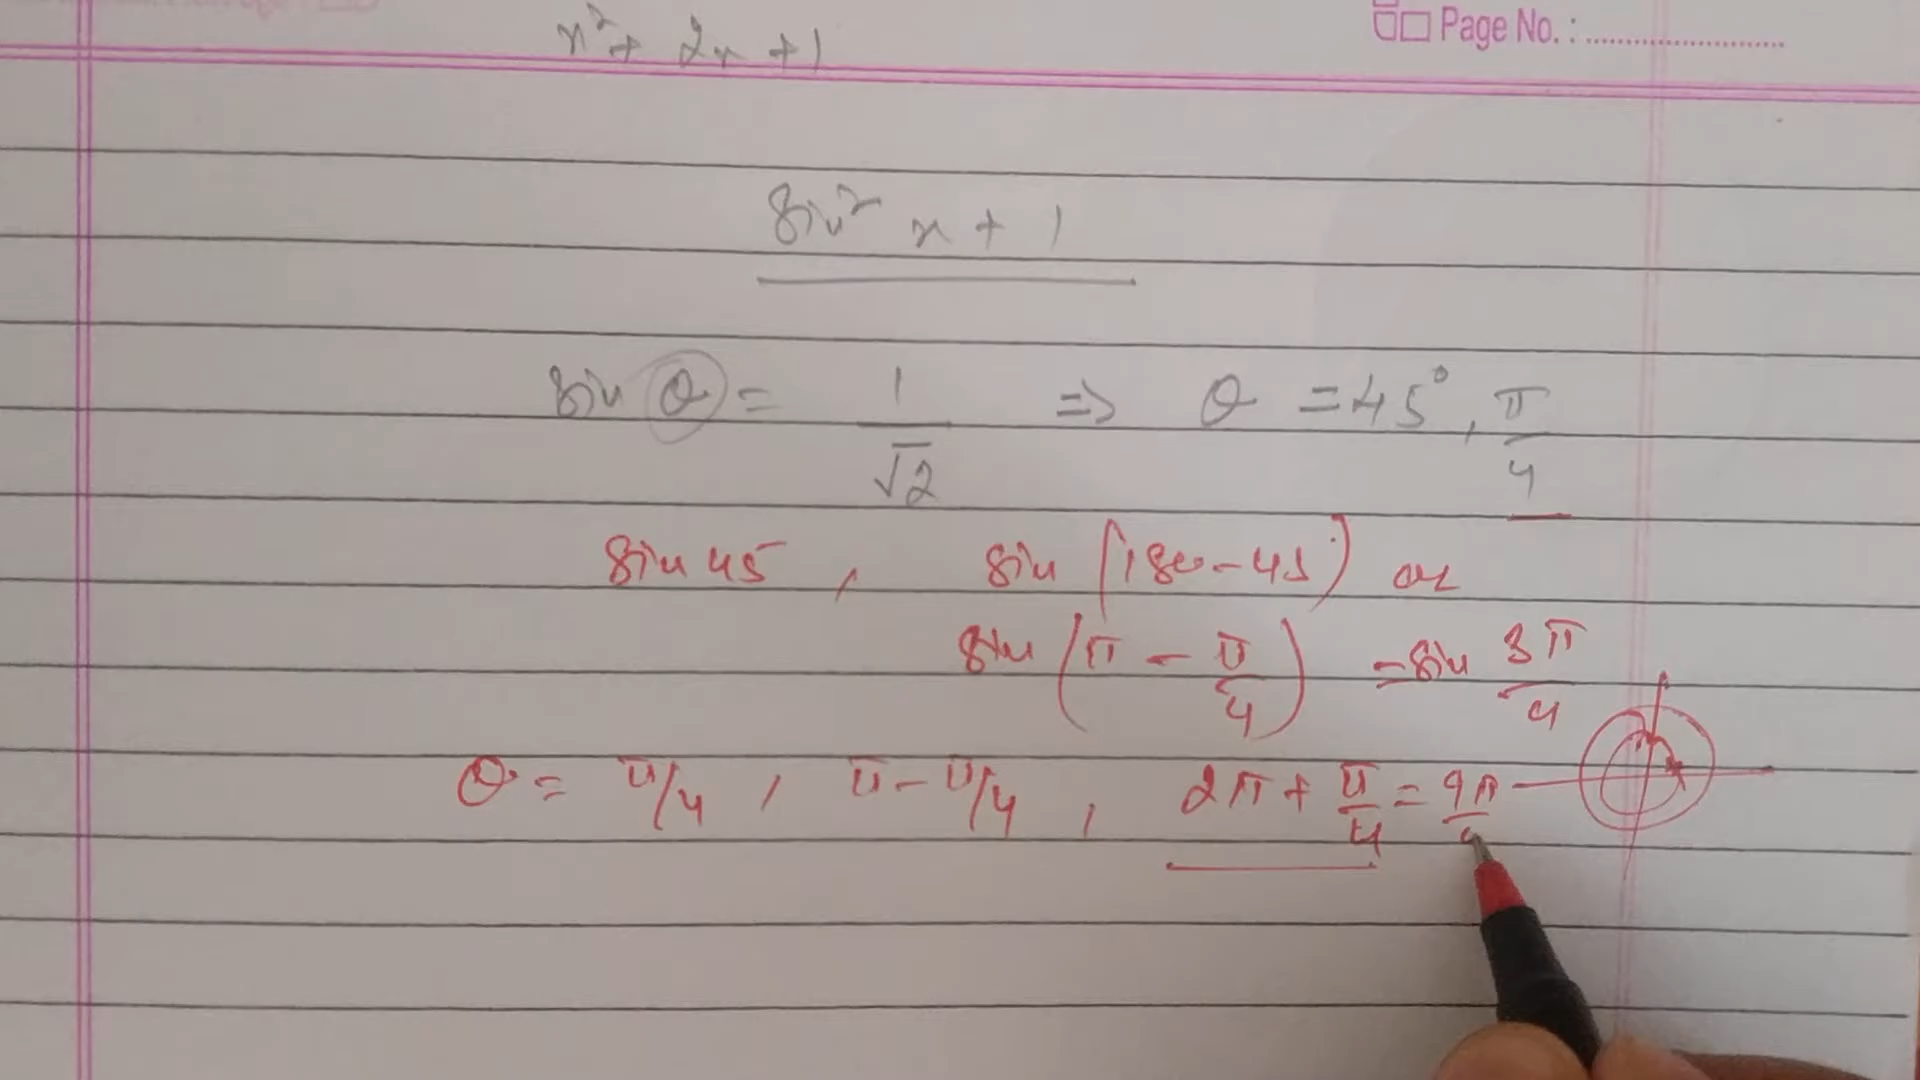 Page No. :
x² + 2x + 1
sin² x + 1
sin θ = 1/√2 ⇒ θ = 45°, π/4
sin 45 , sin (180 - 45) or
sin (π - π/4) = sin 3π/4
θ = π/4 , π - π/4 , 2π + π/4 = 9π/4